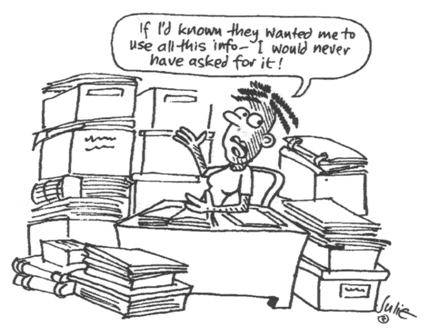 If I'd known they wanted me to
use all this info - I would never
have asked for it!
Julie